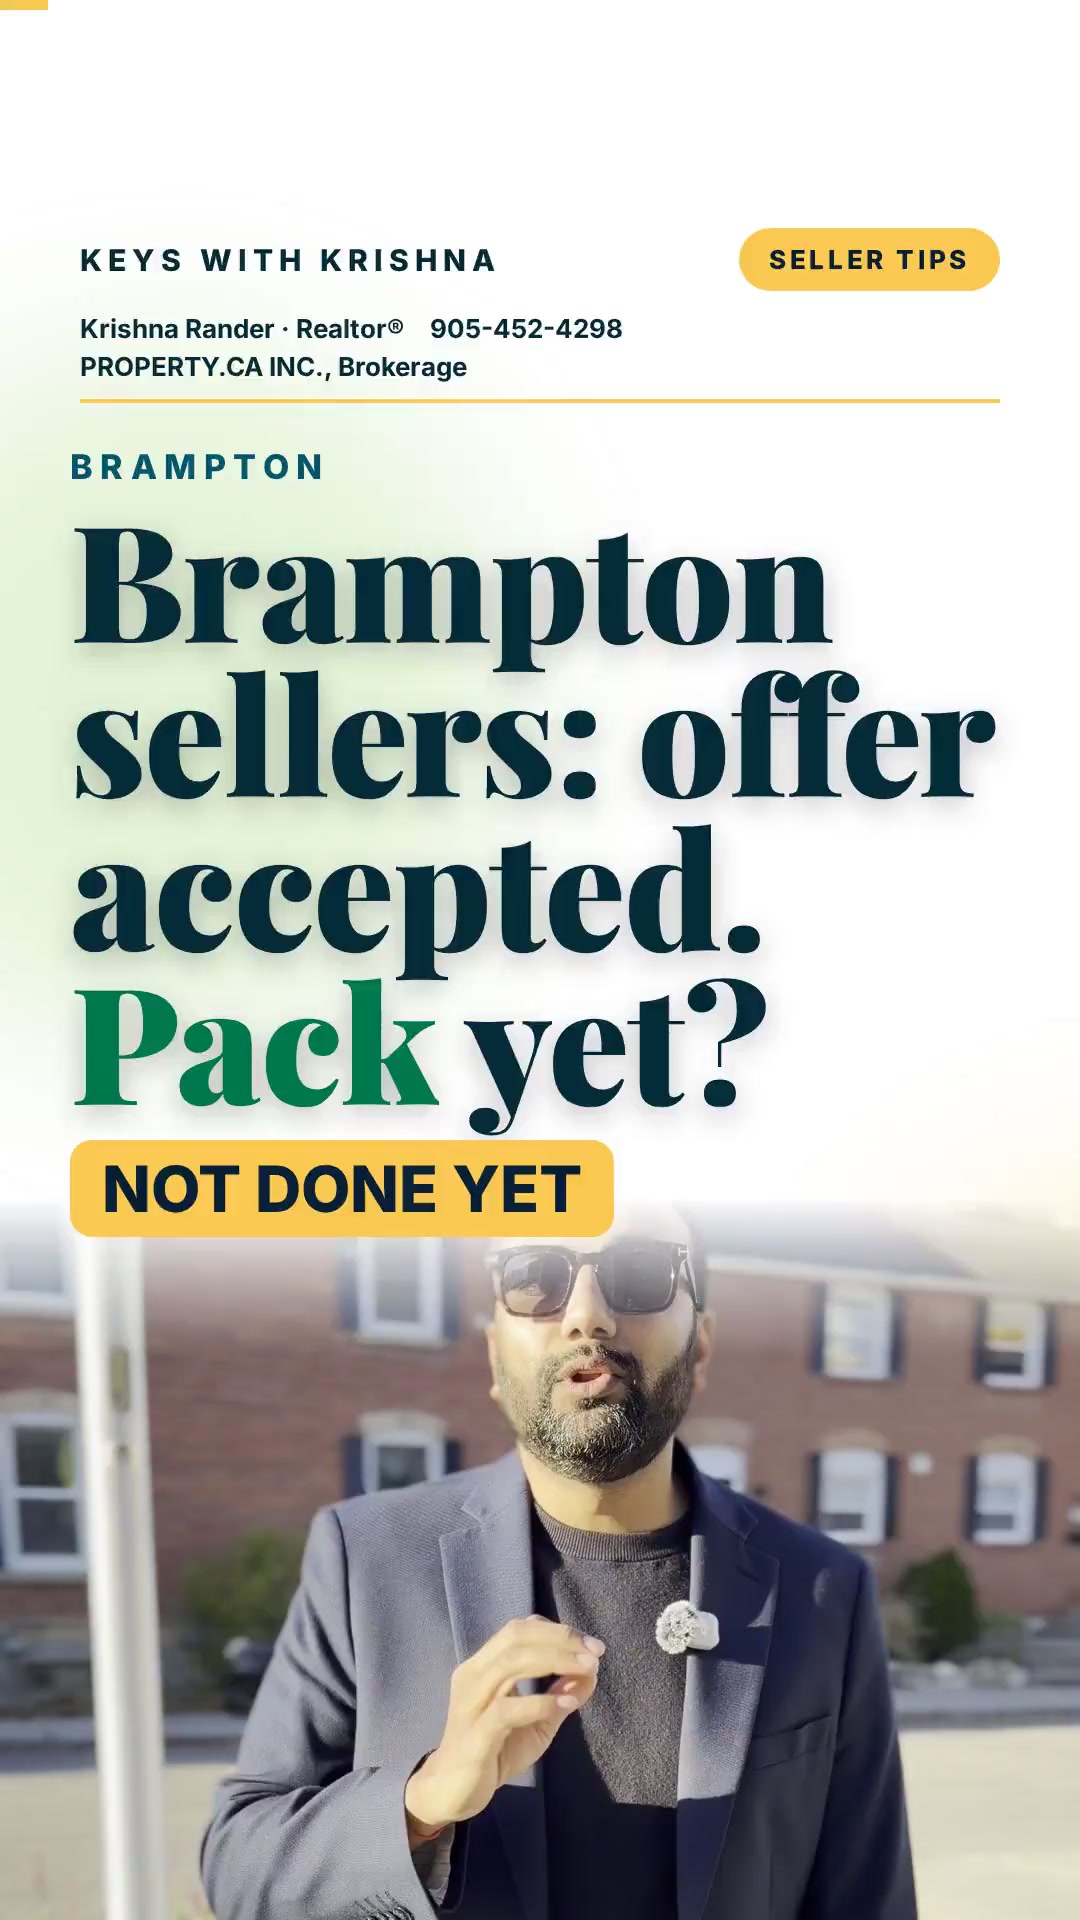 KEYS WITH KRISHNA
SELLER TIPS
Krishna Rander · Realtor® 905-452-4298
PROPERTY.CA INC., Brokerage
BRAMPTON
Brampton
sellers: offer
accepted.
Pack yet?
NOT DONE YET